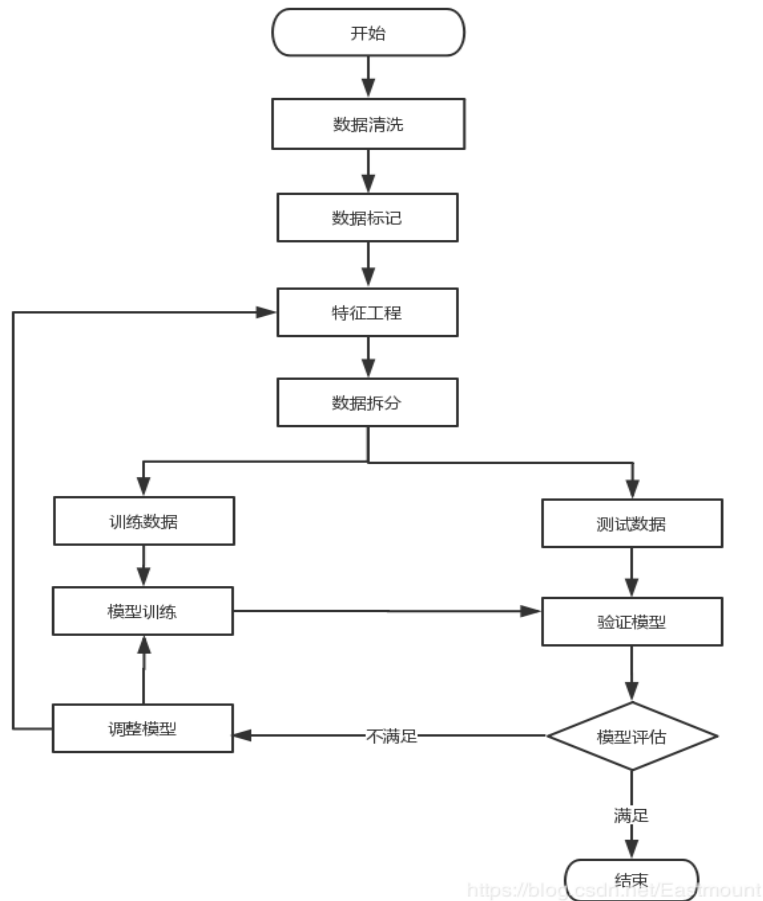 开始
数据清洗
数据标记
特征工程
数据拆分
训练数据
测试数据
模型训练
验证模型
调整模型
不满足
模型评估
满足
结束
https://blog.csdn.net/Eastmount